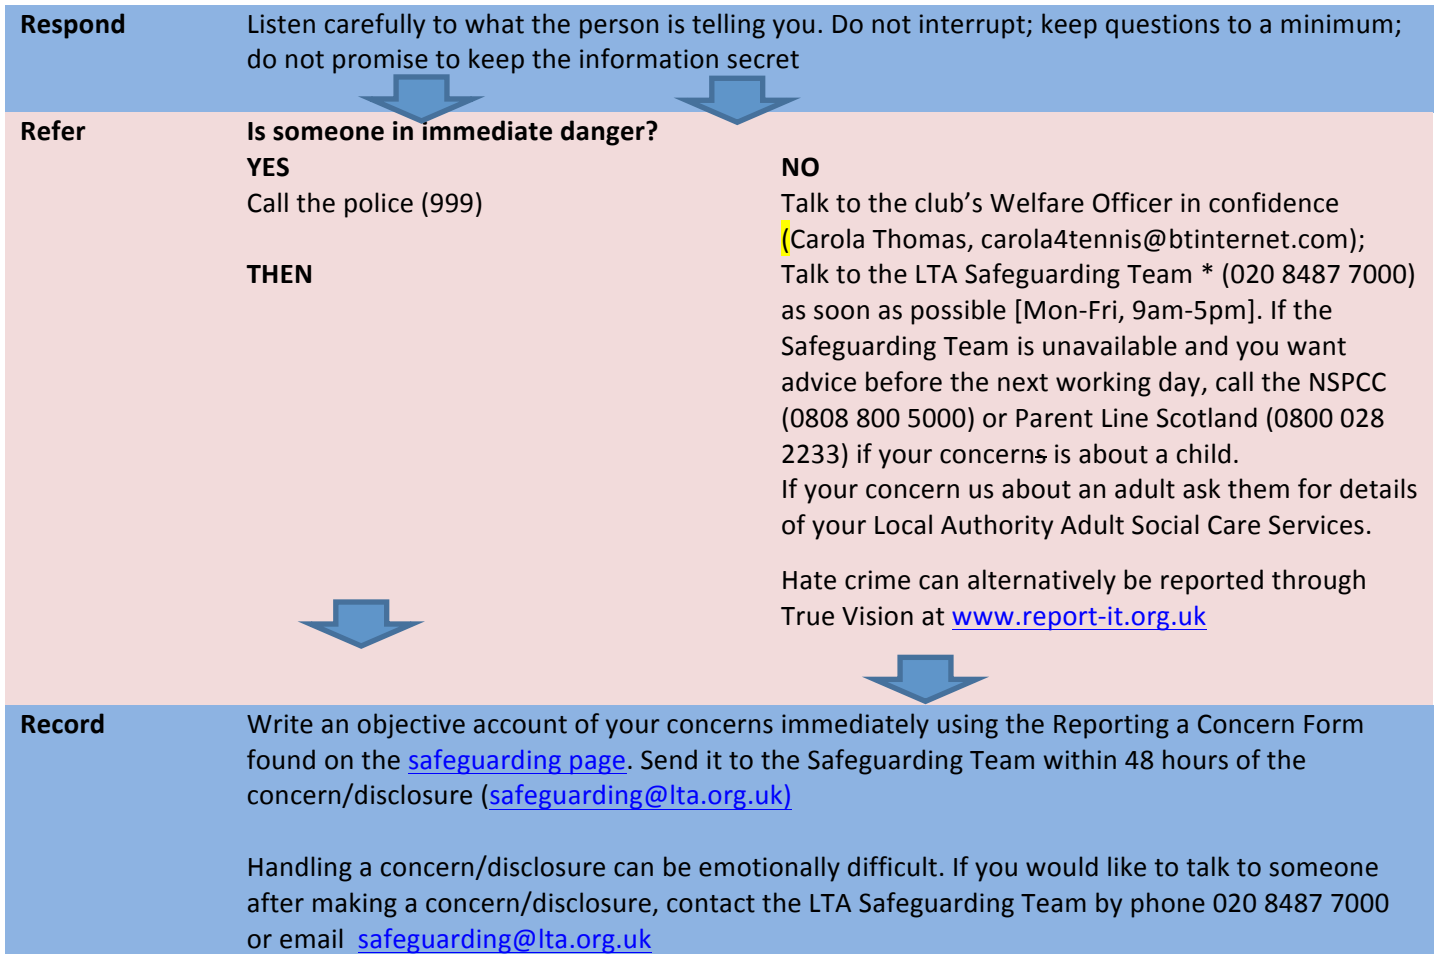 Respond
Listen carefully to what the person is telling you. Do not interrupt; keep questions to a minimum;
do not promise to keep the information secret
Refer
Is someone in immediate danger?
YES
Call the police (999)
THEN
NO
Talk to the club’s Welfare Officer in confidence
(Carola Thomas, carola4tennis@btinternet.com);
Talk to the LTA Safeguarding Team * (020 8487 7000)
as soon as possible [Mon-Fri, 9am-5pm]. If the
Safeguarding Team is unavailable and you want
advice before the next working day, call the NSPCC
(0808 800 5000) or Parent Line Scotland (0800 028
2233) if your concerns is about a child.
If your concern us about an adult ask them for details
of your Local Authority Adult Social Care Services.
Hate crime can alternatively be reported through
True Vision at www.report-it.org.uk
Record
Write an objective account of your concerns immediately using the Reporting a Concern Form
found on the safeguarding page. Send it to the Safeguarding Team within 48 hours of the
concern/disclosure (safeguarding@lta.org.uk)
Handling a concern/disclosure can be emotionally difficult. If you would like to talk to someone
after making a concern/disclosure, contact the LTA Safeguarding Team by phone 020 8487 7000
or email safeguarding@lta.org.uk